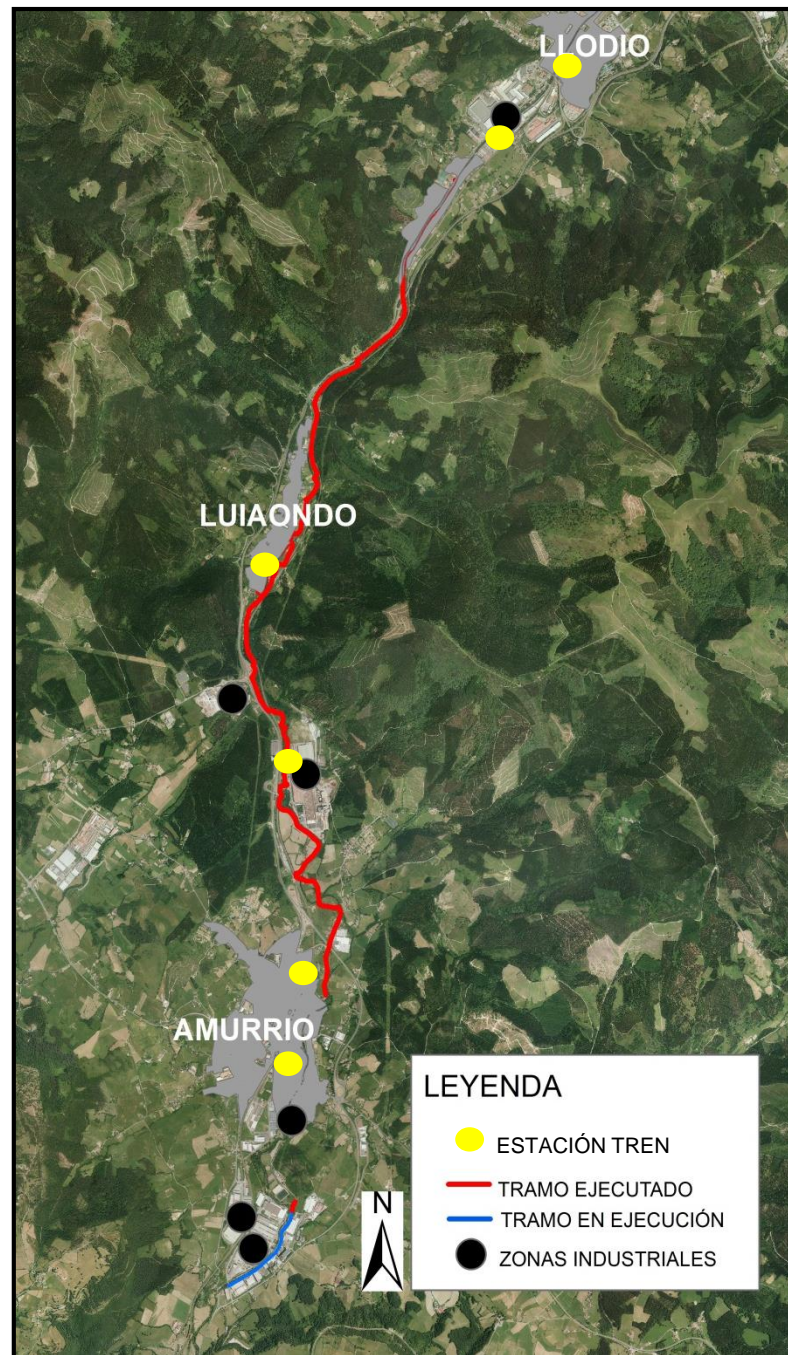 LLODIO
LUIAONDO
AMURRIO
LEYENDA
ESTACIÓN TREN
TRAMO EJECUTADO
TRAMO EN EJECUCIÓN
ZONAS INDUSTRIALES
N